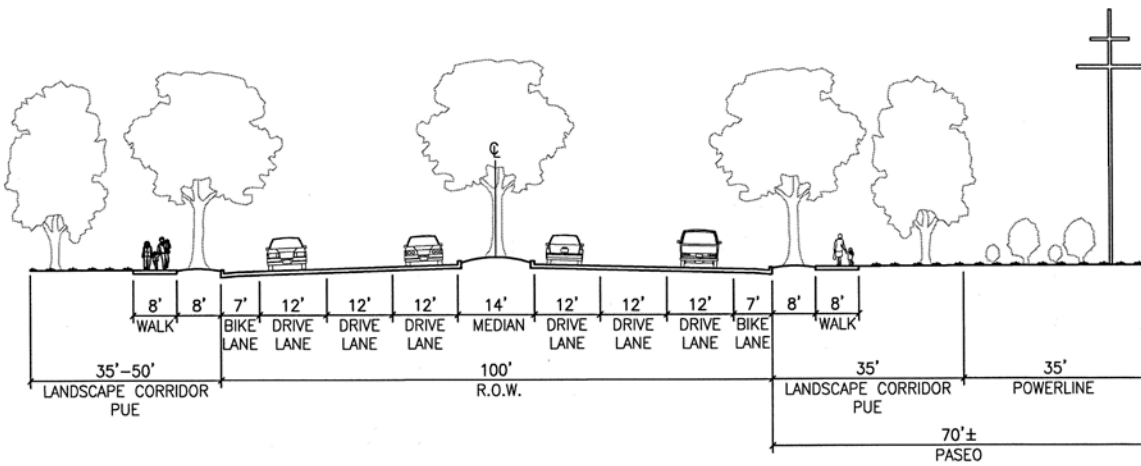 ℄
8' 8' 7' 12' 12' 12' 14' 12' 12' 12' 7' 8' 8'
WALK BIKE DRIVE DRIVE DRIVE MEDIAN DRIVE DRIVE DRIVE BIKE WALK
LANE LANE LANE LANE LANE LANE LANE LANE
35'-50' 100' 35' 35'
LANDSCAPE CORRIDOR R.O.W. LANDSCAPE CORRIDOR POWERLINE
PUE PUE
70'±
PASEO